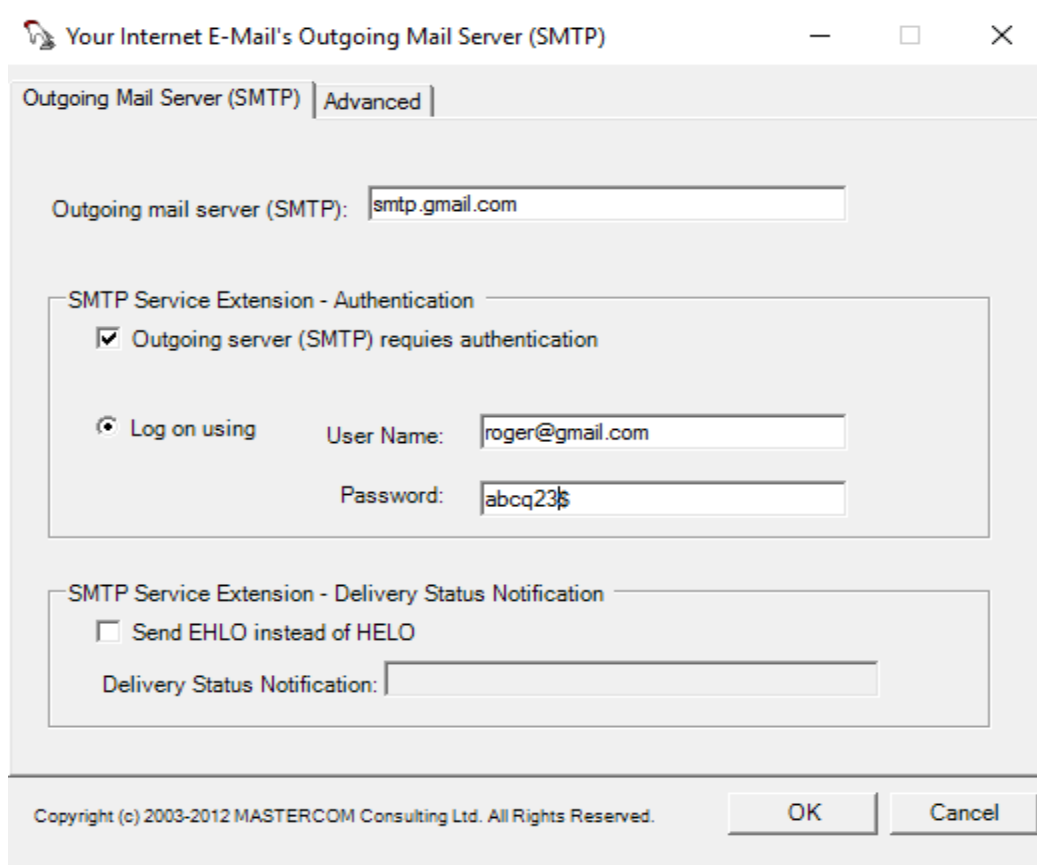 Your Internet E-Mail's Outgoing Mail Server (SMTP)
Outgoing Mail Server (SMTP) Advanced
Outgoing mail server (SMTP): smtp.gmail.com
SMTP Service Extension - Authentication
Outgoing server (SMTP) requies authentication
Log on using User Name: roger@gmail.com
Password: abcq23$
SMTP Service Extension - Delivery Status Notification
Send EHLO instead of HELO
Delivery Status Notification:
Copyright (c) 2003-2012 MASTERCOM Consulting Ltd. All Rights Reserved. OK Cancel